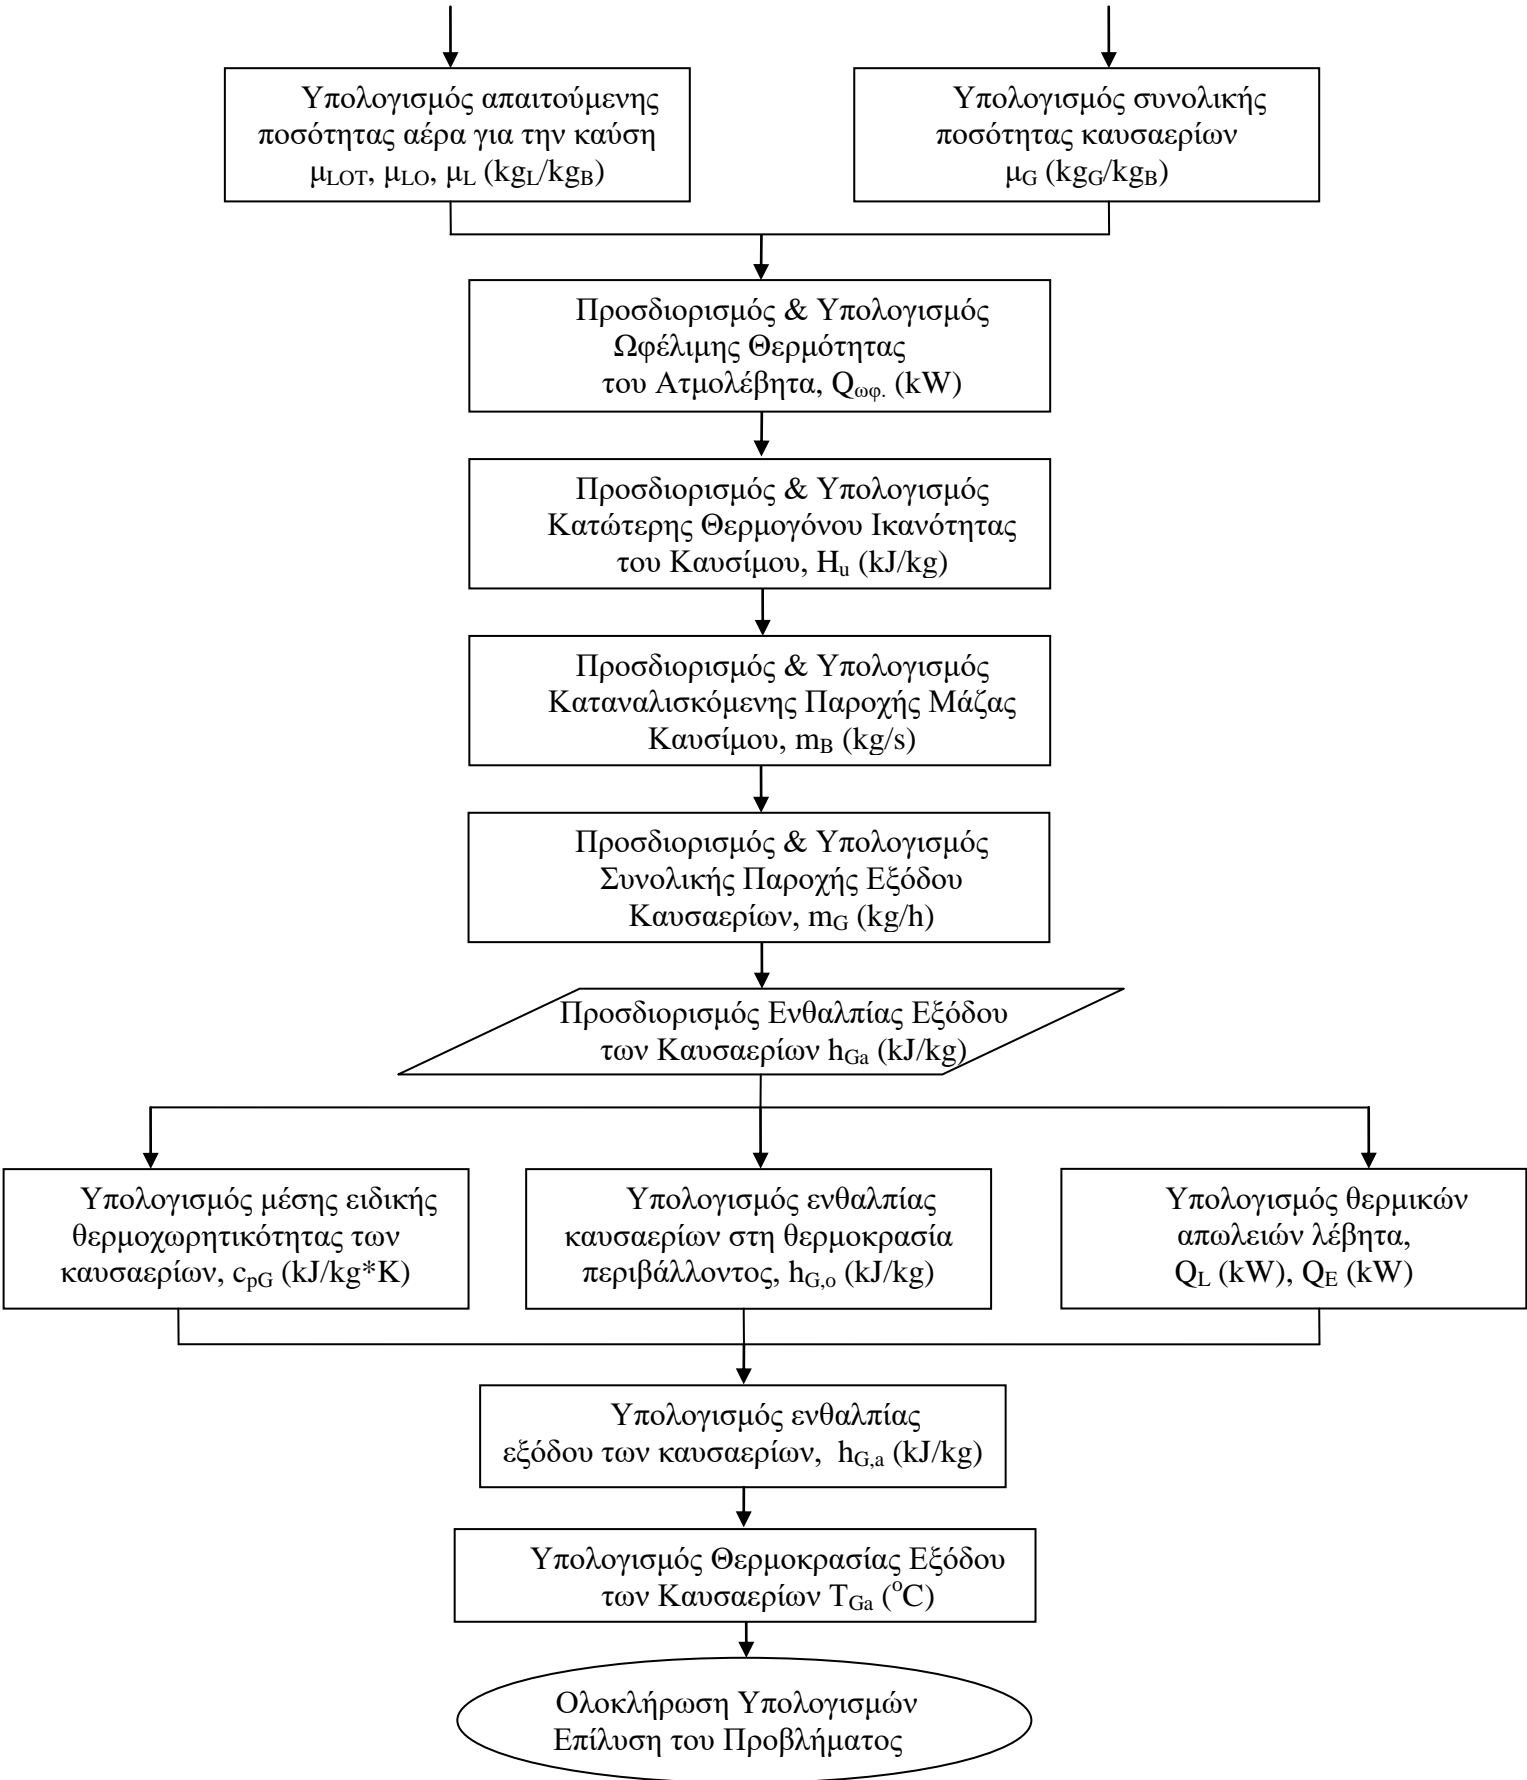 Υπολογισμός απαιτούμενης
ποσότητας αέρα για την καύση
μLOT, μLO, μL (kgL/kgB)
Υπολογισμός συνολικής
ποσότητας καυσαερίων
μG (kgG/kgB)
Προσδιορισμός & Υπολογισμός
Ωφέλιμης Θερμότητας
του Ατμολέβητα, Qωφ. (kW)
Προσδιορισμός & Υπολογισμός
Κατώτερης Θερμογόνου Ικανότητας
του Καυσίμου, Hu (kJ/kg)
Προσδιορισμός & Υπολογισμός
Καταναλισκόμενης Παροχής Μάζας
Καυσίμου, mB (kg/s)
Προσδιορισμός & Υπολογισμός
Συνολικής Παροχής Εξόδου
Καυσαερίων, mG (kg/h)
Προσδιορισμός Ενθαλπίας Εξόδου
των Καυσαερίων hGa (kJ/kg)
Υπολογισμός μέσης ειδικής
θερμοχωρητικότητας των
καυσαερίων, cpG (kJ/kg*K)
Υπολογισμός ενθαλπίας
καυσαερίων στη θερμοκρασία
περιβάλλοντος, hG,o (kJ/kg)
Υπολογισμός θερμικών
απωλειών λέβητα,
QL (kW), QE (kW)
Υπολογισμός ενθαλπίας
εξόδου των καυσαερίων, hG,a (kJ/kg)
Υπολογισμός Θερμοκρασίας Εξόδου
των Καυσαερίων TGa (°C)
Ολοκλήρωση Υπολογισμών
Επίλυση του Προβλήματος